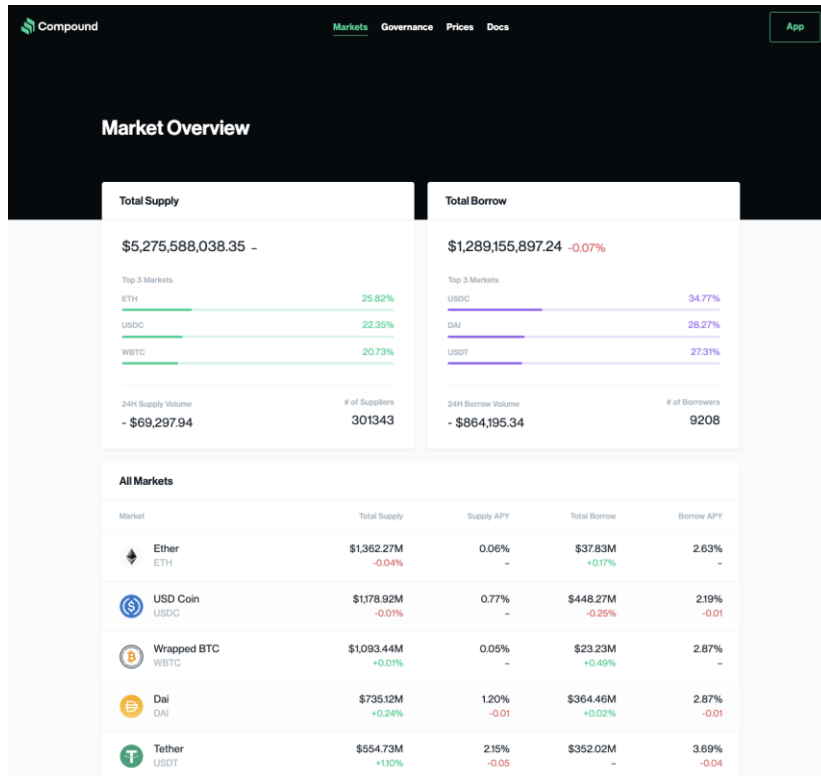 Compound
Markets Governance Prices Docs
App
Market Overview
Total Supply
$5,275,588,038.35 –
Top 3 Markets
ETH 25.82%
USDC 22.35%
WBTC 20.73%
24H Supply Volume # of Suppliers
- $69,297.94 301343
Total Borrow
$1,289,155,897.24 -0.07%
Top 3 Markets
USDC 34.77%
DAI 28.27%
USDT 27.31%
24H Borrow Volume # of Borrowers
- $864,195.34 9208
All Markets
Market Total Supply Supply APY Total Borrow Borrow APY
Ether $1,362.27M 0.06% $37.83M 2.63%
ETH -0.04% – +0.17% –
USD Coin $1,178.92M 0.77% $448.27M 2.19%
USDC -0.01% – -0.25% -0.01
Wrapped BTC $1,093.44M 0.05% $23.23M 2.87%
WBTC +0.01% – +0.49% –
Dai $735.12M 1.20% $364.46M 2.87%
DAI +0.24% -0.01 +0.02% -0.01
Tether $554.73M 2.15% $352.02M 3.69%
USDT +1.10% -0.05 – -0.04